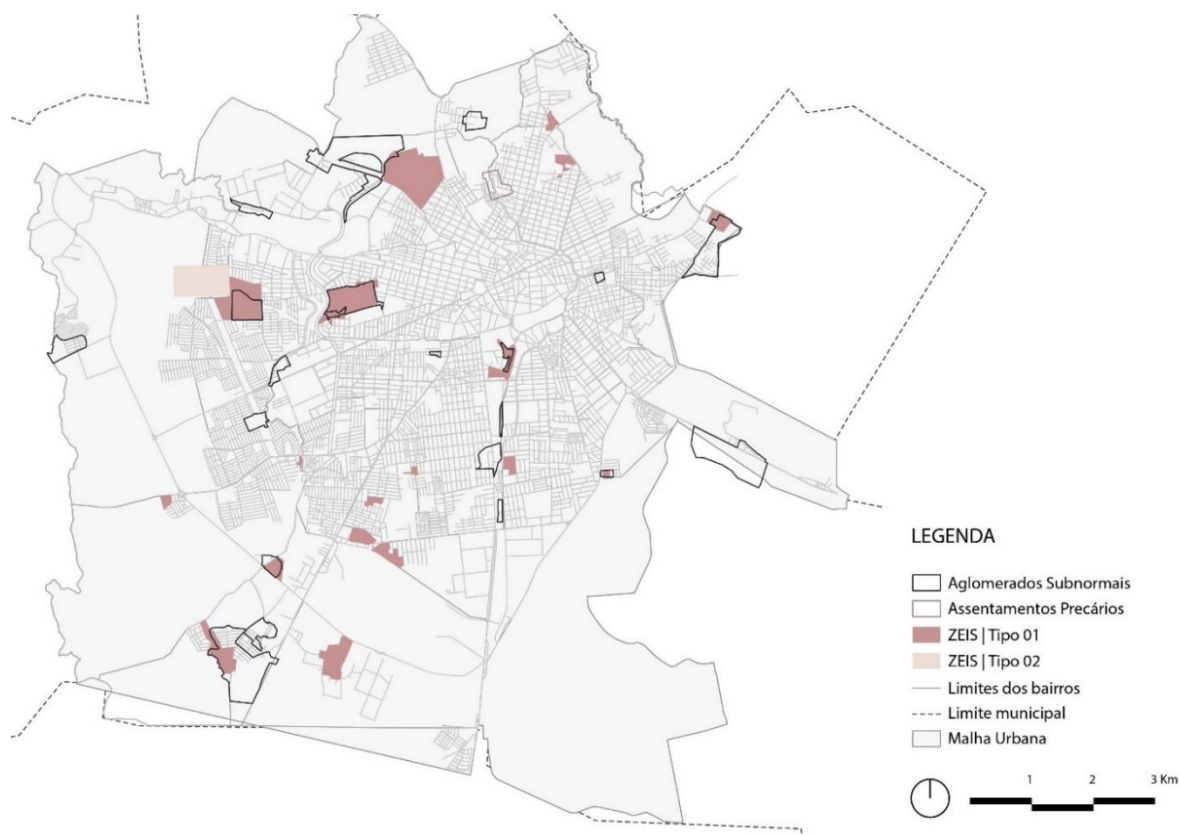 LEGENDA
Aglomerados Subnormais
Assentamentos Precários
ZEIS | Tipo 01
ZEIS | Tipo 02
Limites dos bairros
Limite municipal
Malha Urbana
1 2 3 Km